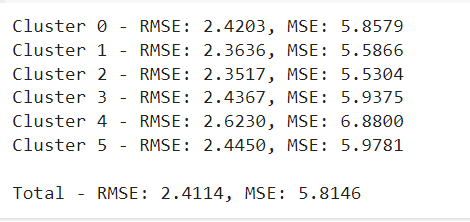 Cluster 0 - RMSE: 2.4203, MSE: 5.8579
Cluster 1 - RMSE: 2.3636, MSE: 5.5866
Cluster 2 - RMSE: 2.3517, MSE: 5.5304
Cluster 3 - RMSE: 2.4367, MSE: 5.9375
Cluster 4 - RMSE: 2.6230, MSE: 6.8800
Cluster 5 - RMSE: 2.4450, MSE: 5.9781
Total - RMSE: 2.4114, MSE: 5.8146